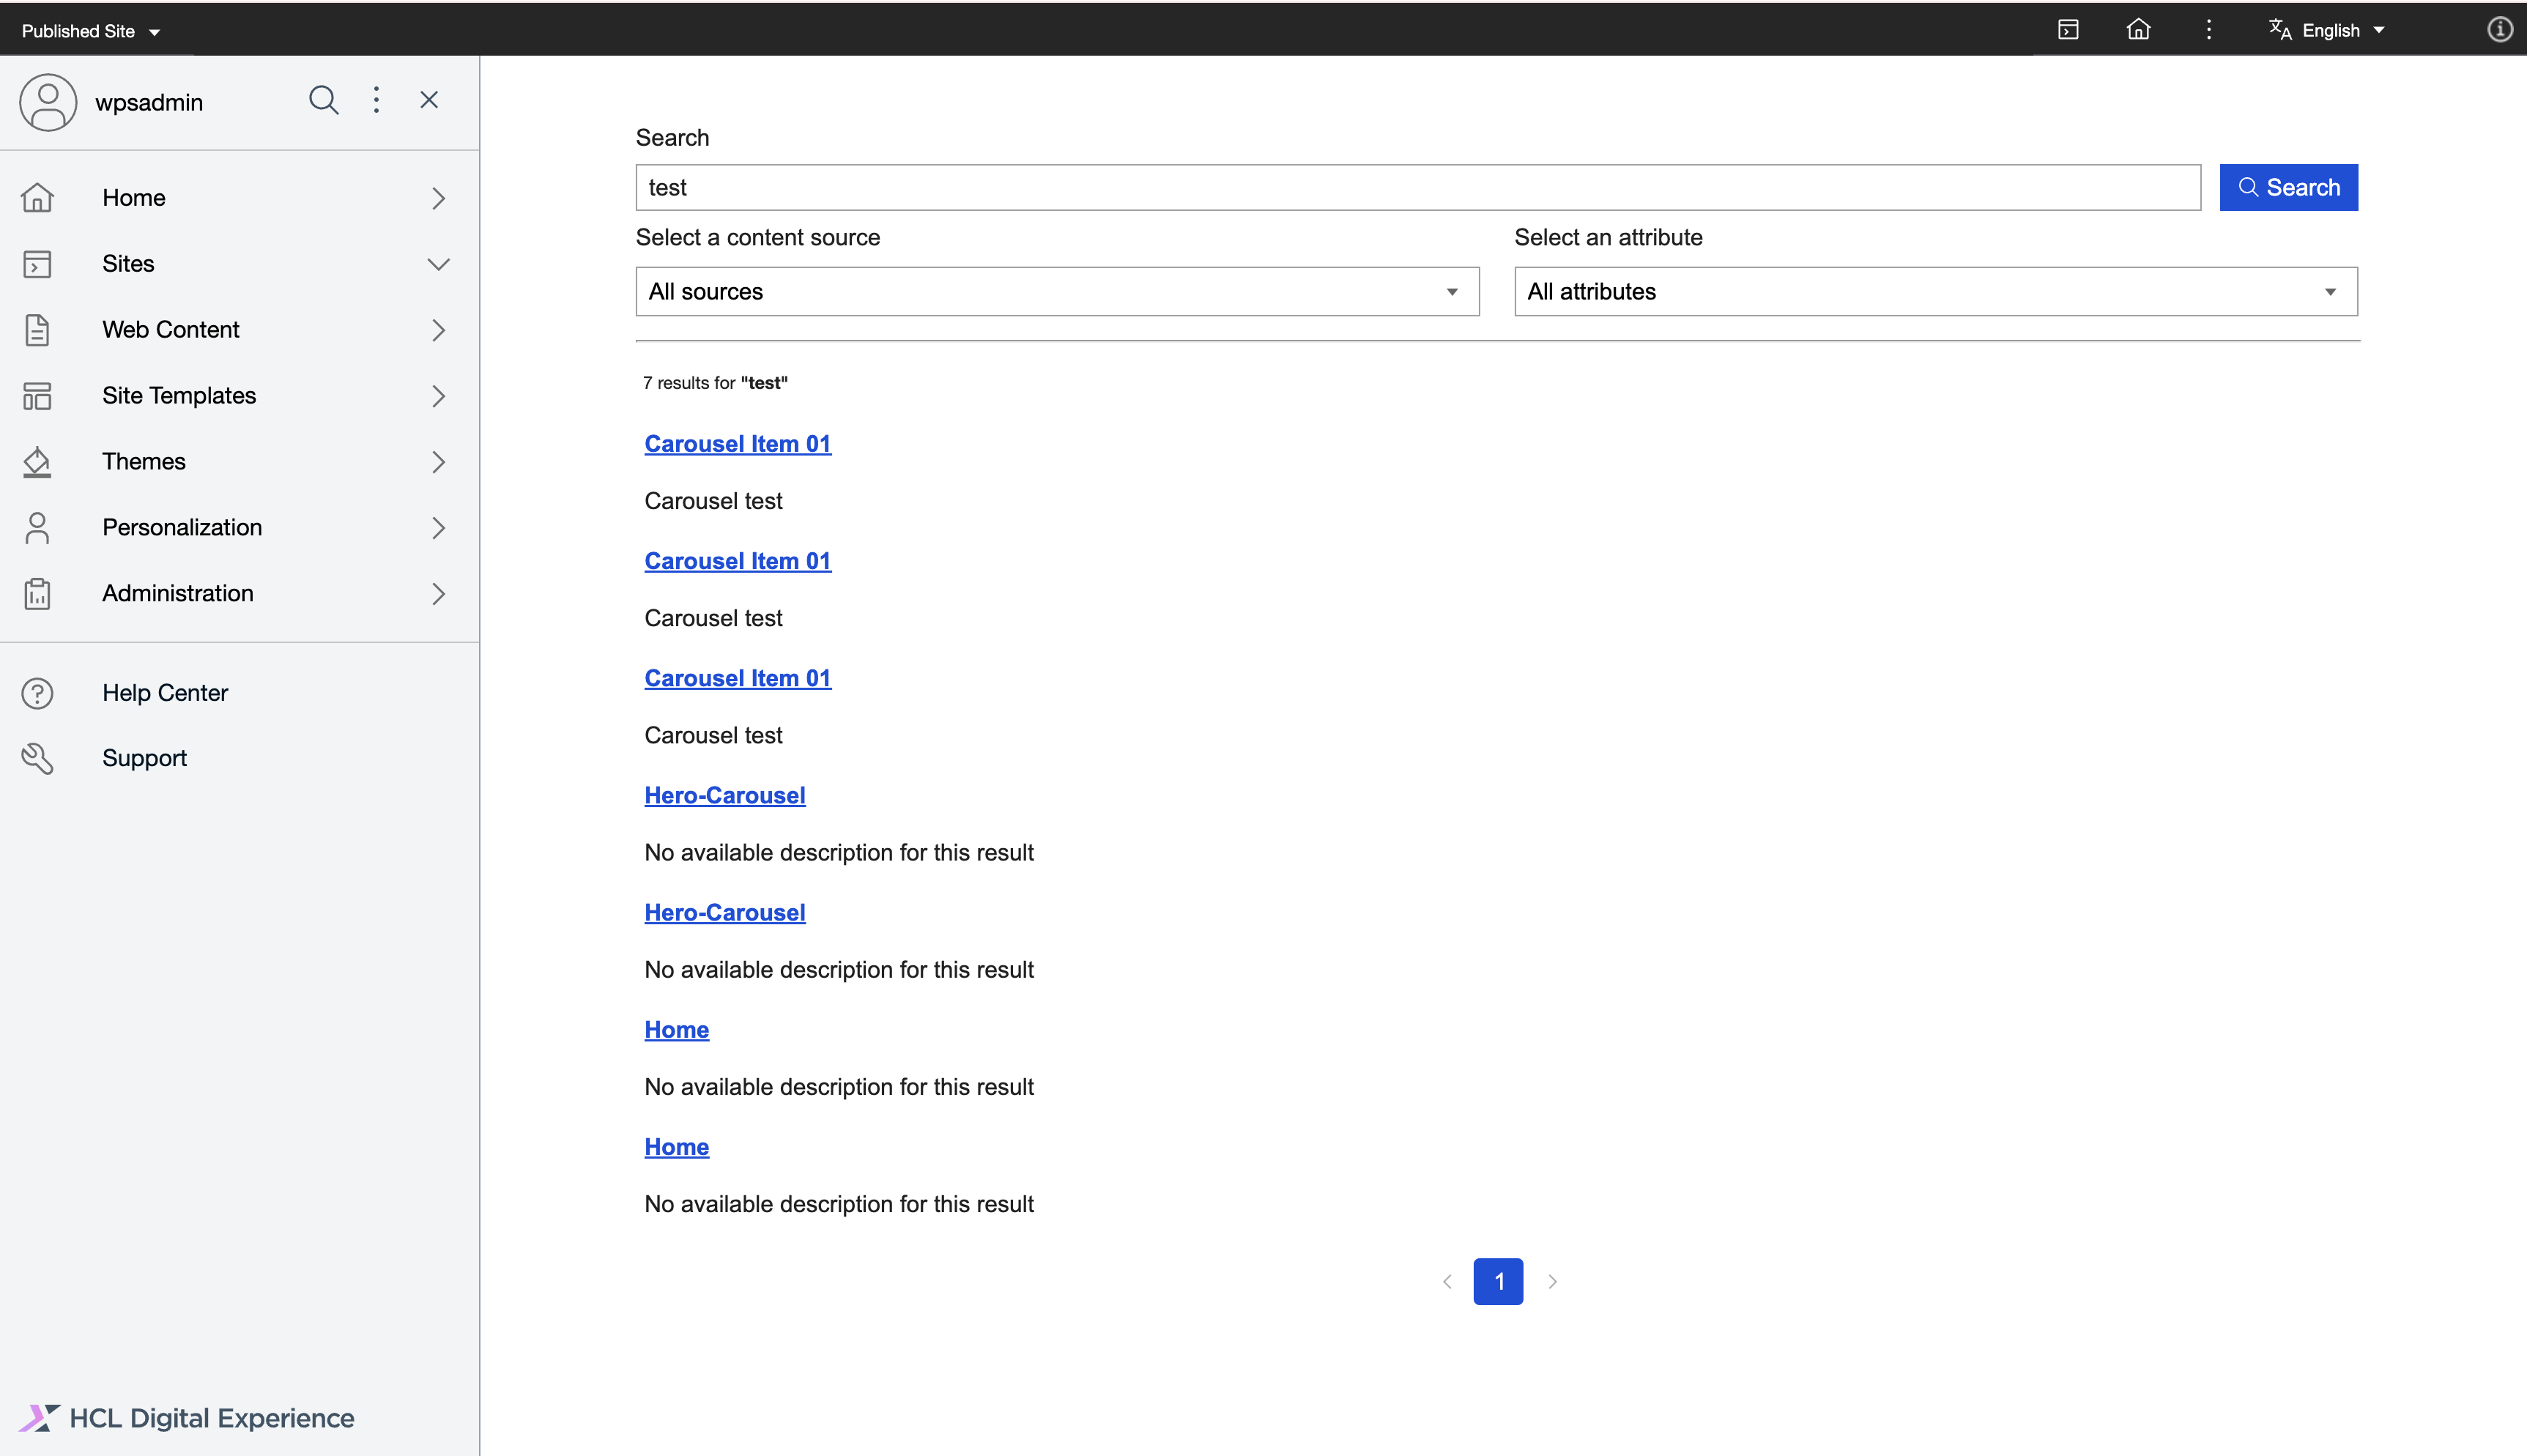 Published Site
English
wpsadmin
Home
Sites
Web Content
Site Templates
Themes
Personalization
Administration
Help Center
Support
HCL Digital Experience
Search
test
Search
Select a content source
Select an attribute
All sources
All attributes
7 results for "test"
Carousel Item 01
Carousel test
Carousel Item 01
Carousel test
Carousel Item 01
Carousel test
Hero-Carousel
No available description for this result
Hero-Carousel
No available description for this result
Home
No available description for this result
Home
No available description for this result
1